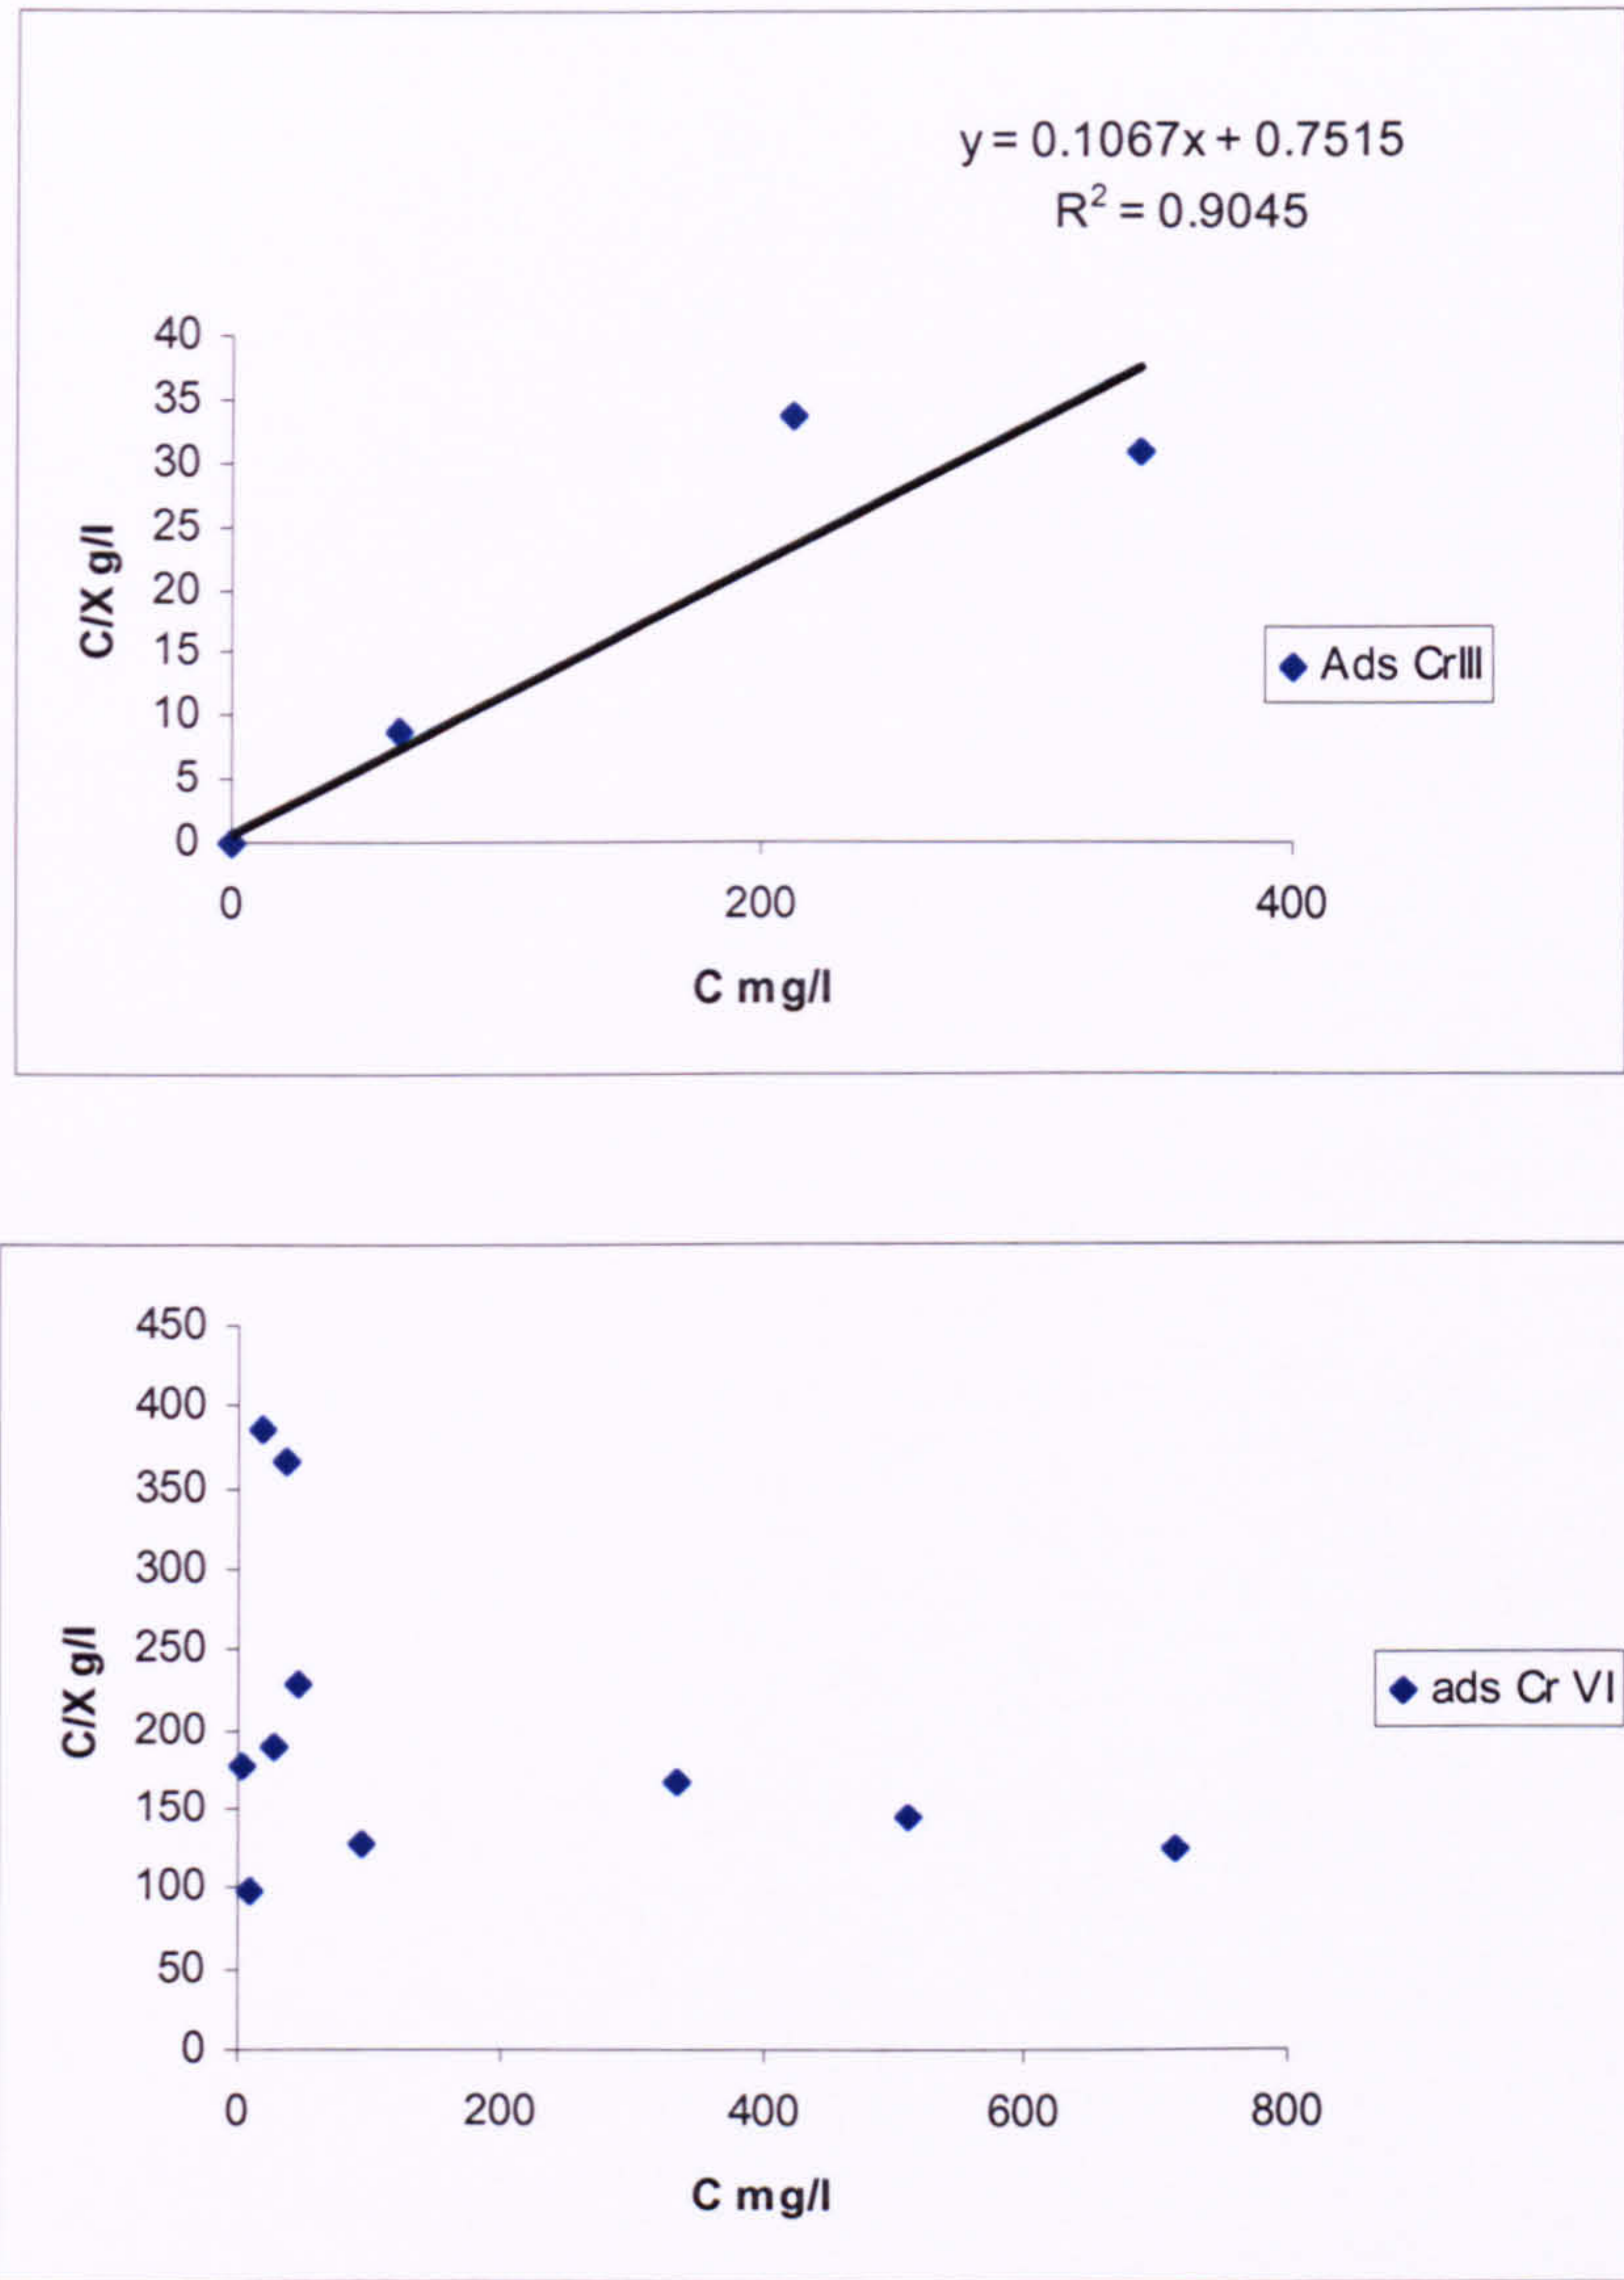 y = 0.1067x + 0.7515
R² = 0.9045
40
35
30
25
20
15
10
5
0
C/X g/l
0 200 400
C mg/l
Ads CrIII
450
400
350
300
250
200
150
100
50
0
C/X g/l
0 200 400 600 800
C mg/l
ads Cr VI